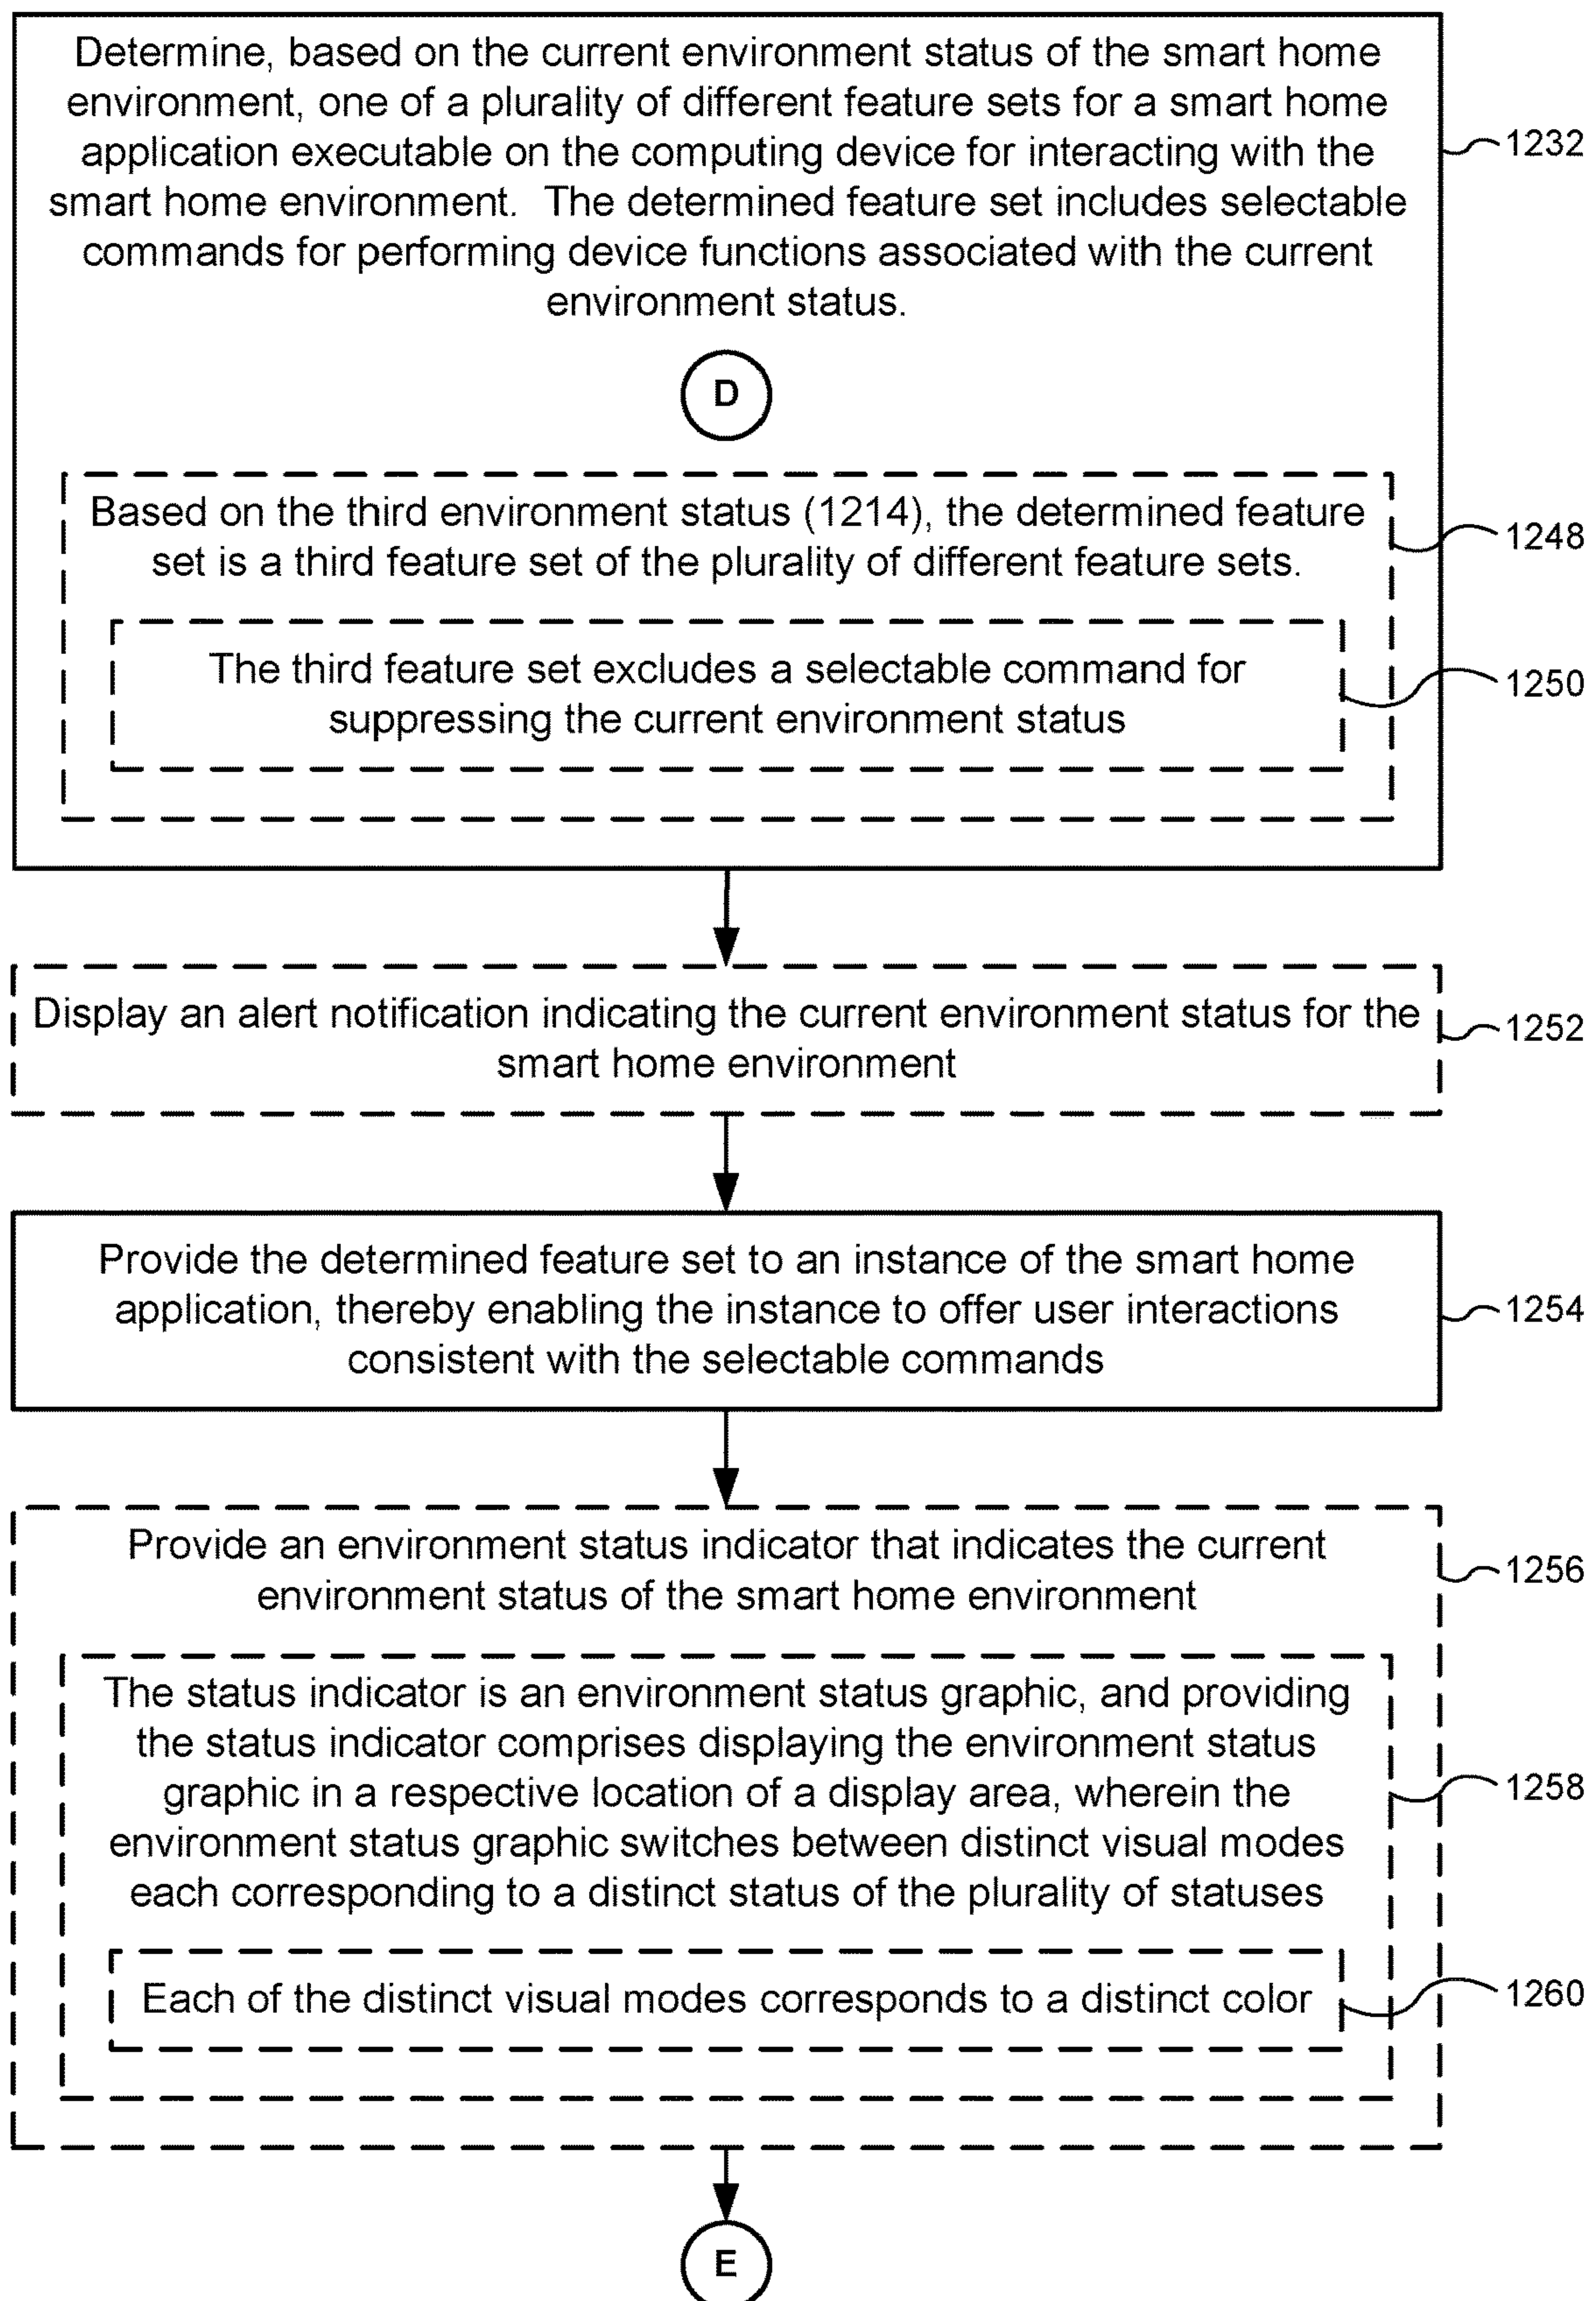 Determine, based on the current environment status of the smart home
environment, one of a plurality of different feature sets for a smart home
application executable on the computing device for interacting with the
smart home environment.  The determined feature set includes selectable
commands for performing device functions associated with the current
environment status.
1232
D
Based on the third environment status (1214), the determined feature
set is a third feature set of the plurality of different feature sets.
1248
The third feature set excludes a selectable command for
suppressing the current environment status
1250
Display an alert notification indicating the current environment status for the
smart home environment
1252
Provide the determined feature set to an instance of the smart home
application, thereby enabling the instance to offer user interactions
consistent with the selectable commands
1254
Provide an environment status indicator that indicates the current
environment status of the smart home environment
1256
The status indicator is an environment status graphic, and providing
the status indicator comprises displaying the environment status
graphic in a respective location of a display area, wherein the
environment status graphic switches between distinct visual modes
each corresponding to a distinct status of the plurality of statuses
1258
Each of the distinct visual modes corresponds to a distinct color
1260
E